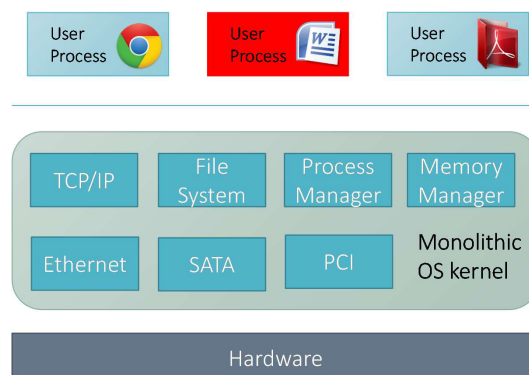 User
Process
User
Process
W
User
Process
TCP/IP
File
System
Process
Manager
Memory
Manager
Ethernet
SATA
PCI
Monolithic
OS kernel
Hardware